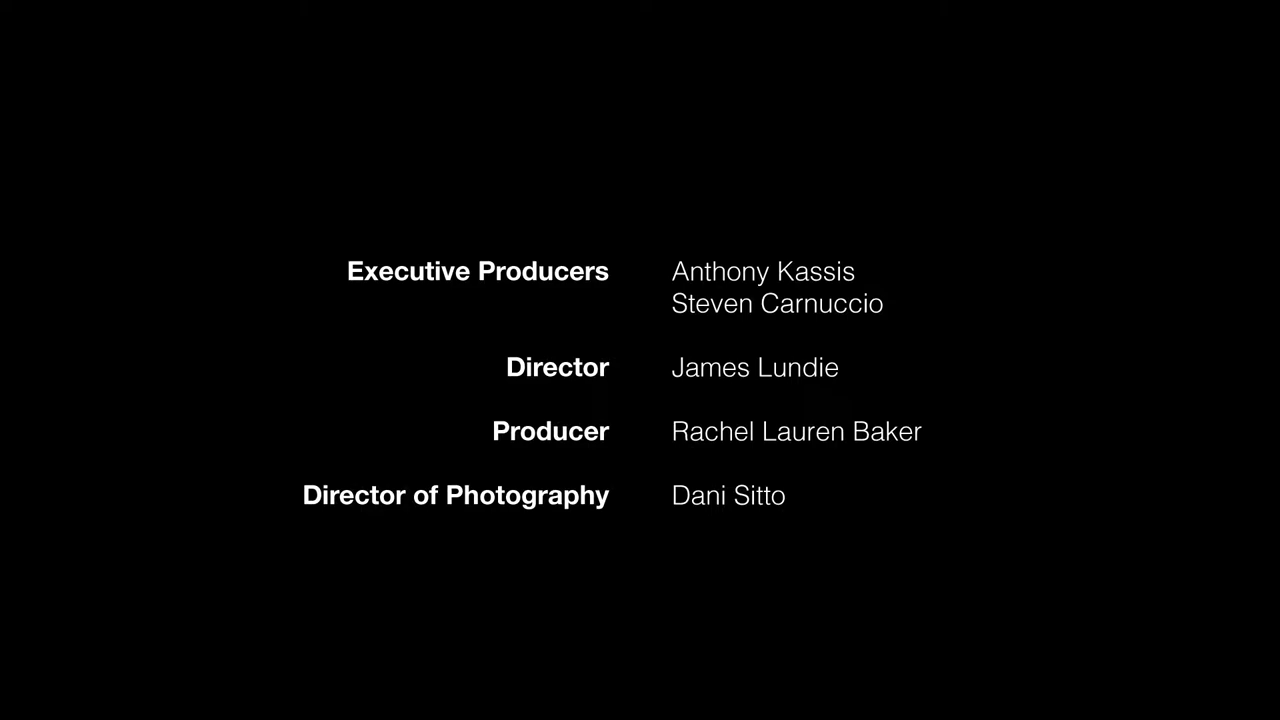 Executive Producers Anthony Kassis
Steven Carnuccio
Director James Lundie
Producer Rachel Lauren Baker
Director of Photography Dani Sitto